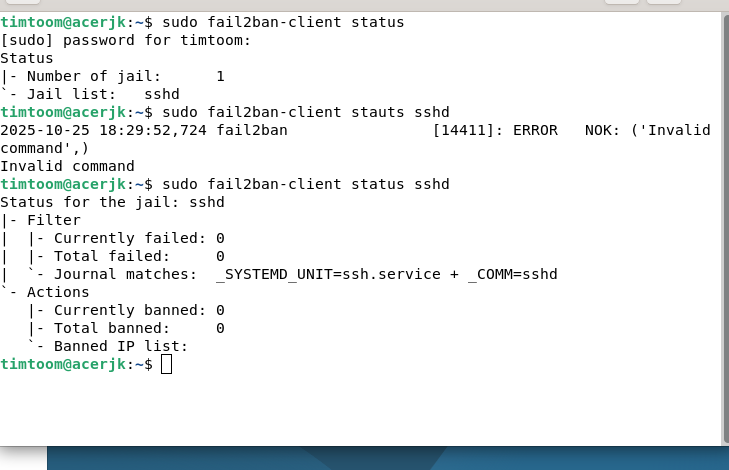 timtoom@acerjk:~$ sudo fail2ban-client status
[sudo] password for timtoom:
Status
|- Number of jail:      1
`- Jail list:   sshd
timtoom@acerjk:~$ sudo fail2ban-client stauts sshd
2025-10-25 18:29:52,724 fail2ban                [14411]: ERROR   NOK: ('Invalid
command',)
Invalid command
timtoom@acerjk:~$ sudo fail2ban-client status sshd
Status for the jail: sshd
|- Filter
|  |- Currently failed: 0
|  |- Total failed:     0
|  `- Journal matches:  _SYSTEMD_UNIT=ssh.service + _COMM=sshd
`- Actions
   |- Currently banned: 0
   |- Total banned:     0
   `- Banned IP list:
timtoom@acerjk:~$